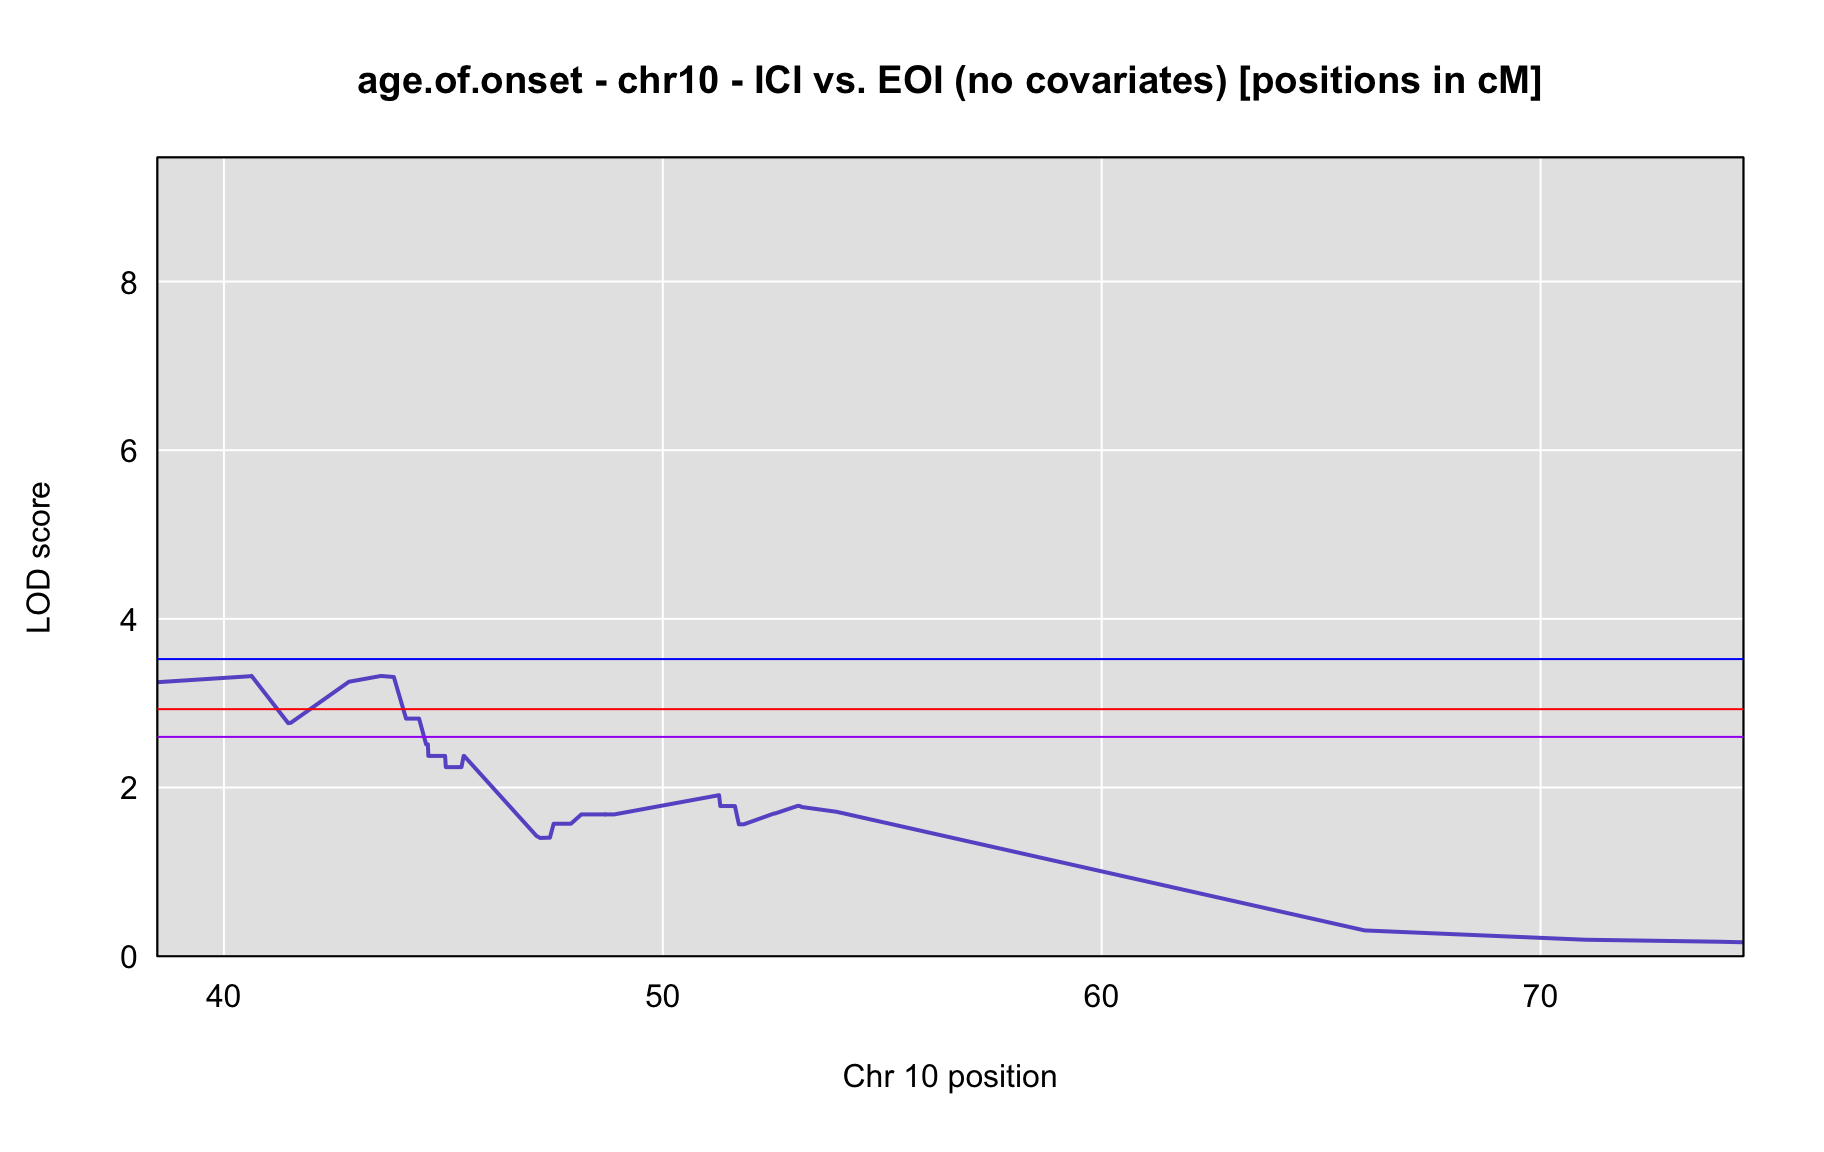 age.of.onset - chr10 - ICI vs. EOI (no covariates) [positions in cM]
8
6
4
2
0
LOD score
40 50 60 70
Chr 10 position